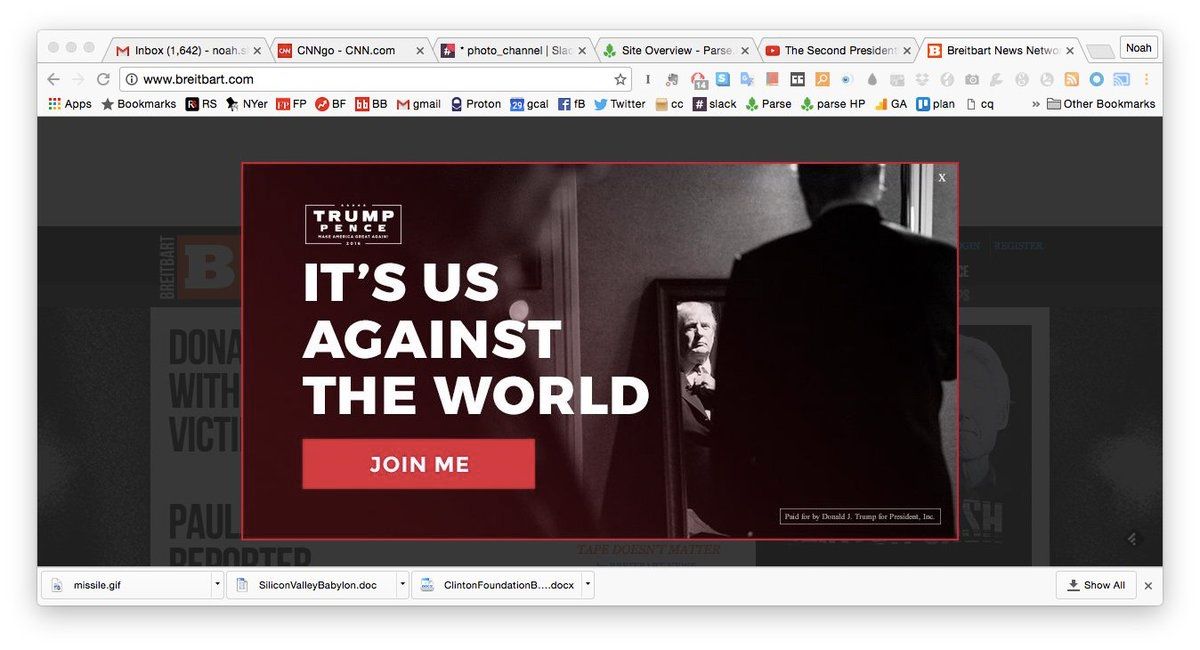 Inbox (1,642) - noah.s
CNNgo - CNN.com
* photo_channel | Slac
Site Overview - Parse.
The Second President
Breitbart News Netwo
Noah
www.breitbart.com
14
Apps
Bookmarks
RS
NYer
FP
BF
BB
gmail
Proton
29 gcal
fB
Twitter
cc
slack
Parse
parse HP
GA
plan
cq
» Other Bookmarks
X
TRUMP
PENCE
MAKE AMERICA GREAT AGAIN!
2016
IT'S US
AGAINST
THE WORLD
JOIN ME
Paid for by Donald J. Trump for President, Inc.
BREITBART
B
REGISTER
DONA
WITH
VICTI
PAUL
REPORTER
TAPE DOESN'T MATTER
missile.gif
SiliconValleyBabylon.doc
ClintonFoundationB....docx
Show All